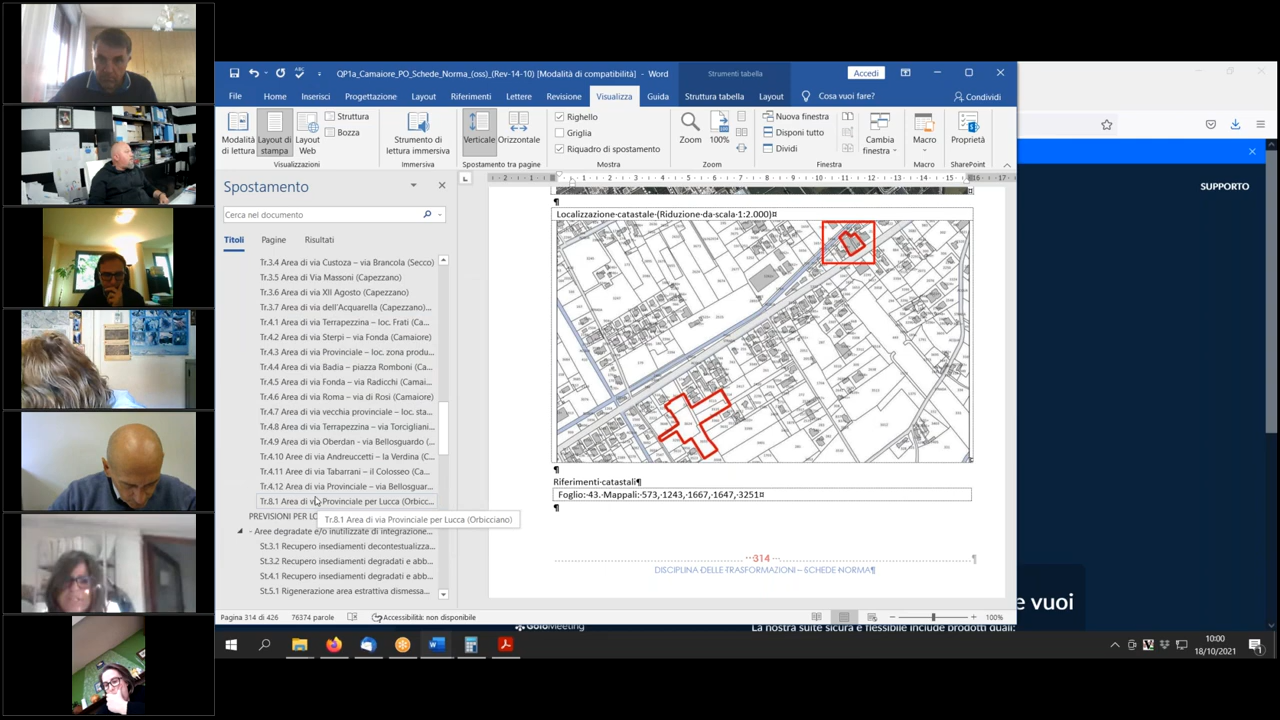 QP1a_Camaiore_PO_Schede_Norma_(oss)_(Rev-14-10) [Modalità di compatibilità] - Word
Strumenti tabella
Accedi
File
Home
Inserisci
Progettazione
Layout
Riferimenti
Lettere
Revisione
Visualizza
Guida
Struttura tabella
Layout
Cosa vuoi fare?
Condividi
Modalità di lettura
Layout di stampa
Layout Web
Struttura
Bozza
Visualizzazioni
Strumento di lettura immersiva
Immersiva
Verticale
Orizzontale
Spostamento tra pagine
Righello
Griglia
Riquadro di spostamento
Mostra
Zoom
100%
Zoom
Nuova finestra
Disponi tutto
Dividi
Cambia finestra
Finestra
Macro
Macro
Proprietà
SharePoint
SUPPORTO
Spostamento
Cerca nel documento
Titoli
Pagine
Risultati
Tr.3.4 Area di via Custoza – via Brancola (Secco)
Tr.3.5 Area di Via Massoni (Capezzano)
Tr.3.6 Area di via XII Agosto (Capezzano)
Tr.3.7 Area di via dell'Acquarella (Capezzano)...
Tr.4.1 Area di via Terrapezzina – loc. Frati (Ca...
Tr.4.2 Area di via Sterpi – via Fonda (Camaiore)
Tr.4.3 Area di via Provinciale – loc. zona produ...
Tr.4.4 Area di via Badia – piazza Romboni (Ca...
Tr.4.5 Area di via Fonda – via Radicchi (Camai...
Tr.4.6 Area di via Roma – via di Rosi (Camaiore)
Tr.4.7 Area di via vecchia provinciale – loc. sta...
Tr.4.8 Area di via Terrapezzina – via Torcigliani...
Tr.4.9 Area di via Oberdan - via Bellosguardo (...
Tr.4.10 Aree di via Andreuccetti – la Verdina (C...
Tr.4.11 Aree di via Tabarrani – il Colosseo (Ca...
Tr.4.12 Area di via Provinciale – via Bellosguar...
Tr.8.1 Area di via Provinciale per Lucca (Orbicc...
Tr.8.1 Area di via Provinciale per Lucca (Orbicciano)
PREVISIONI PER LO
- Aree degradate e/o inutilizzate di integrazione...
St.3.1 Recupero insediamenti decontestualizza...
St.3.2 Recupero insediamenti degradati e abb...
St.4.1 Recupero insediamenti degradati e abb...
St.5.1 Rigenerazione area estrattiva dismessa...
Localizzazione·catastale·(Riduzione·da·scala·1:2.000)¤
Riferimenti·catastali¶
Foglio:·43.·Mappali:·573,·1243,·1667,·1647,·3251¤
314
DISCIPLINA DELLE TRASFORMAZIONI – SCHEDE NORMA¶
Pagina 314 di 426
76374 parole
Accessibilità: non disponibile
100%
e vuoi
GoToMeeting
La nostra suite sicura e flessibile include prodotti quali:
10:00
18/10/2021